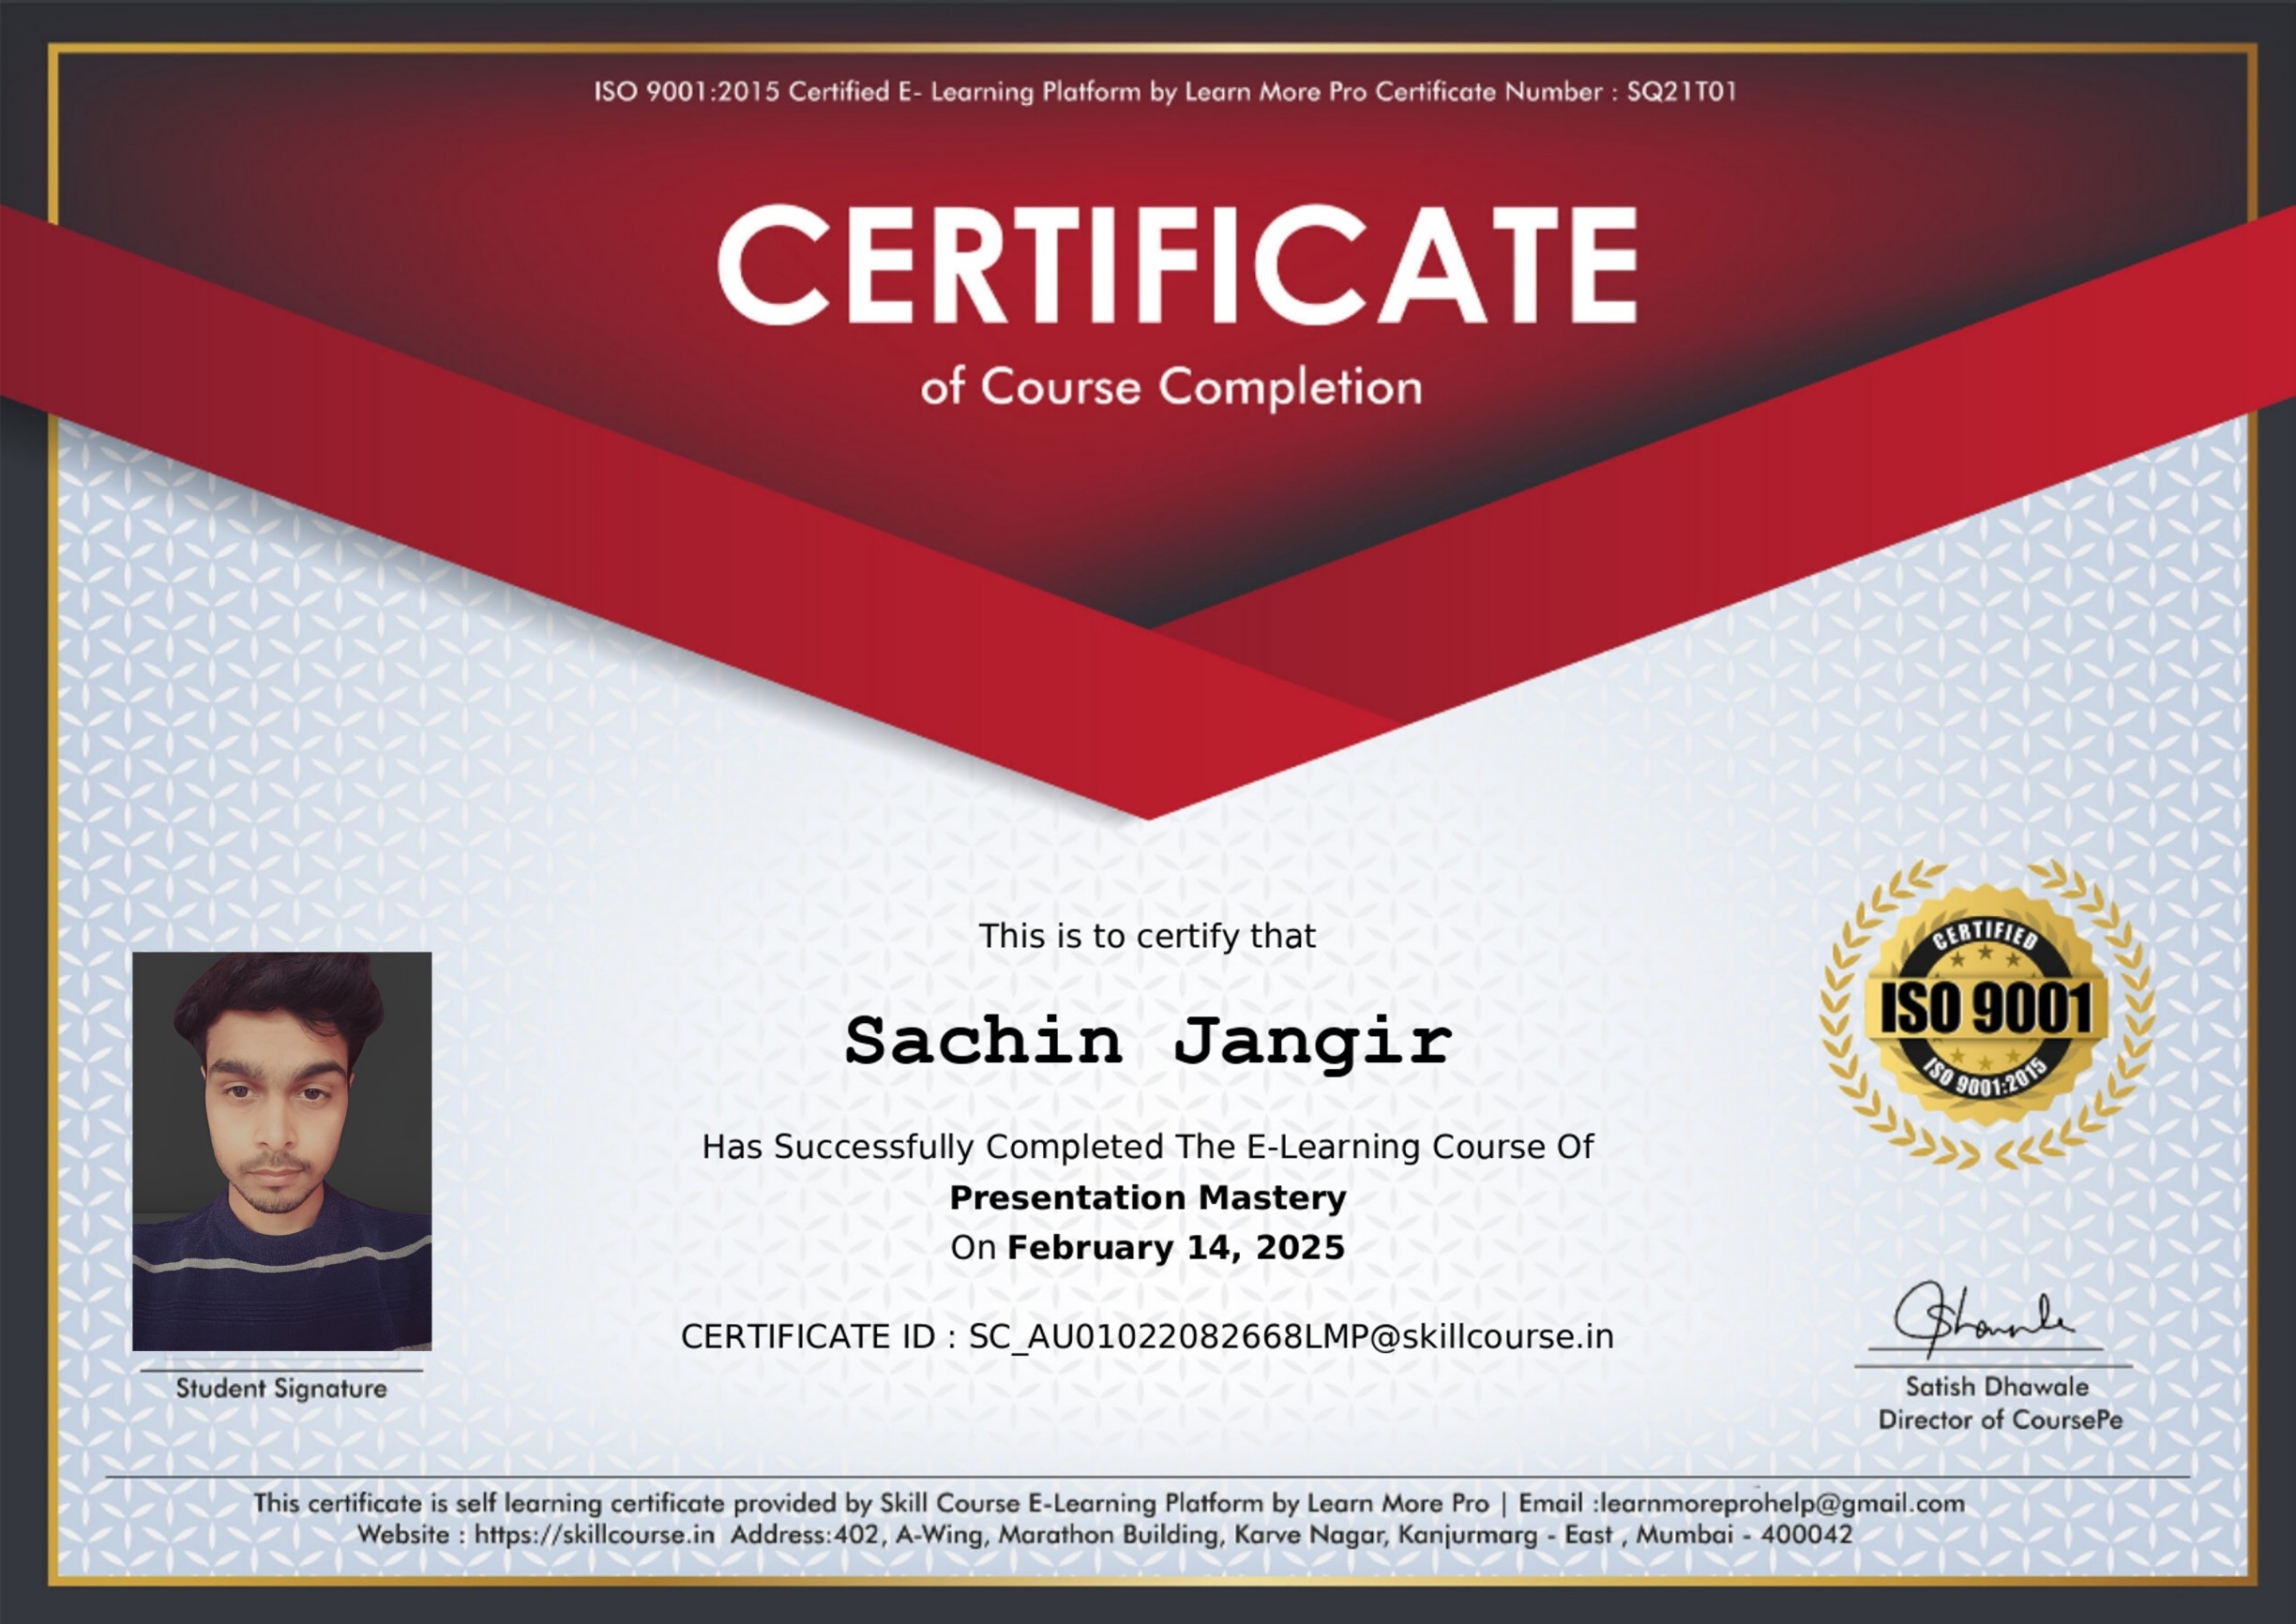 ISO 9001:2015 Certified E- Learning Platform by Learn More Pro Certificate Number : SQ21T01
CERTIFICATE
of Course Completion
This is to certify that
Sachin Jangir
Has Successfully Completed The E-Learning Course Of
Presentation Mastery
On February 14, 2025
CERTIFICATE ID : SC_AU01022082668LMP@skillcourse.in
CERTIFIED
ISO 9001
ISO 9001:2015
Student Signature
Satish Dhawale
Director of CoursePe
This certificate is self learning certificate provided by Skill Course E-Learning Platform by Learn More Pro | Email :learnmoreprohelp@gmail.com
Website : https://skillcourse.in Address:402, A-Wing, Marathon Building, Karve Nagar, Kanjurmarg - East , Mumbai - 400042